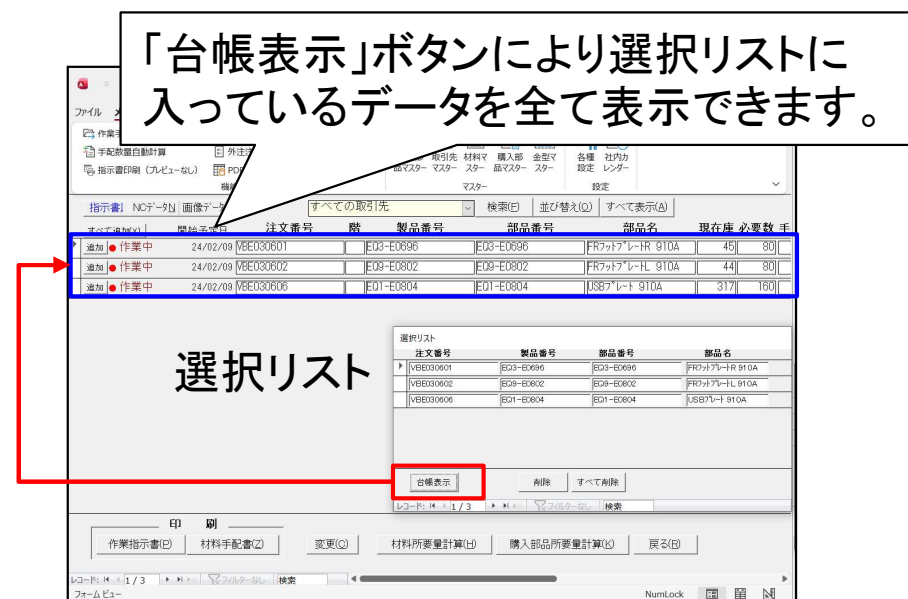 「台帳表示」ボタンにより選択リストに
入っているデータを全て表示できます。
ファイル
手配数量自動計算
指示書印刷 (プレビューなし)
外注
PD
取引先 材料マ 購入部 金型マ 各種 社内カ
品マスター マスター スター 品マスター スター 設定 レンダー
マスター 設定
指示書I NCデータN 画像データ すべての取引先 検索(F) 並び替え(O) すべて表示(A)
すべて追加(X) 開始予定日 注文番号 階 製品番号 部品番号 部品名 現在庫 必要数 手
追加 ●作業中 24/02/09 VBE030601 EQ3-E0696 EQ3-E0696 FRフットプレートR 910A 45 80
追加 ●作業中 24/02/09 VBE030602 EQ9-E0802 EQ9-E0802 FRフットプレートL 910A 44 80
追加 ●作業中 24/02/09 VBE030606 EQ1-E0804 EQ1-E0804 USBプレート 910A 317 160
選択リスト
選択リスト
注文番号 製品番号 部品番号 部品名
VBE030601 EQ3-E0696 EQ3-E0696 FRフットプレートR 910A
VBE030602 EQ9-E0802 EQ9-E0802 FRフットプレートL 910A
VBE030606 EQ1-E0804 EQ1-E0804 USBプレート 910A
台帳表示 削除 すべて削除
レコード: 1 / 3 フィルターなし 検索
印 刷
作業指示書(P) 材料手配書(Z) 変更(C) 材料所要量計算(H) 購入部品所要量計算(K) 戻る(R)
レコード: 1 / 3 フィルターなし 検索
フォーム ビュー NumLock